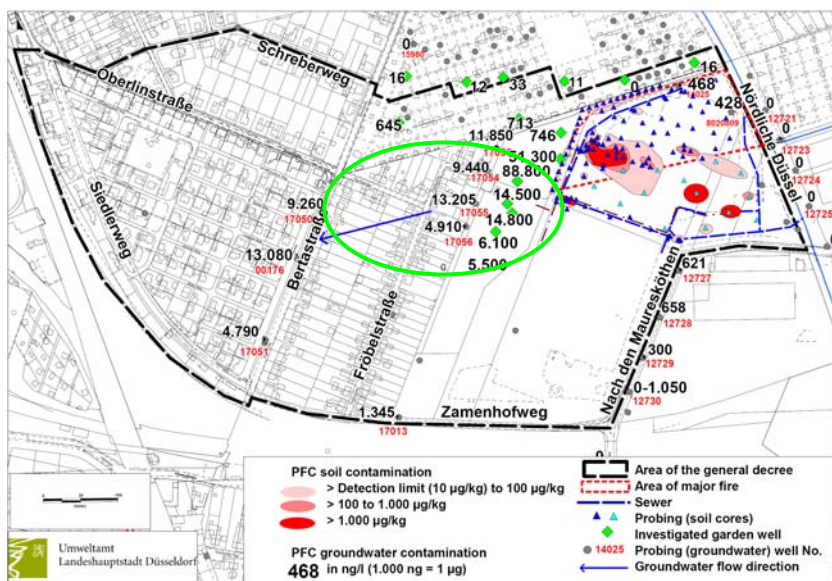 0
13980
Schreberweg
Oberlinstraße
16
12
33
11
0
16
468
14025
428
8020809
0
12721
0
12723
0
12724
0
12725
0
Nördliche Düssel
645
713
746
11.850
51.300
9.440
17054
88.800
9.260
17050
13.205
17055
14.500
14.800
4.910
17056
6.100
5.500
13.080
00176
Siedlerweg
Bertastraße
Fröbelstraße
4.790
17051
1.345
17013
Zamenhofweg
Nach den Maureskölhen
621
12727
658
12728
300
12729
0-1.050
12730
0
PFC soil contamination
> Detection limit (10 µg/kg) to 100 µg/kg
> 100 to 1.000 µg/kg
> 1.000 µg/kg
PFC groundwater contamination
468 in ng/l (1.000 ng = 1 µg)
Area of the general decree
Area of major fire
Sewer
Probing (soil cores)
Investigated garden well
14025 Probing (groundwater) well No.
Groundwater flow direction
Umweltamt
Landeshauptstadt Düsseldorf